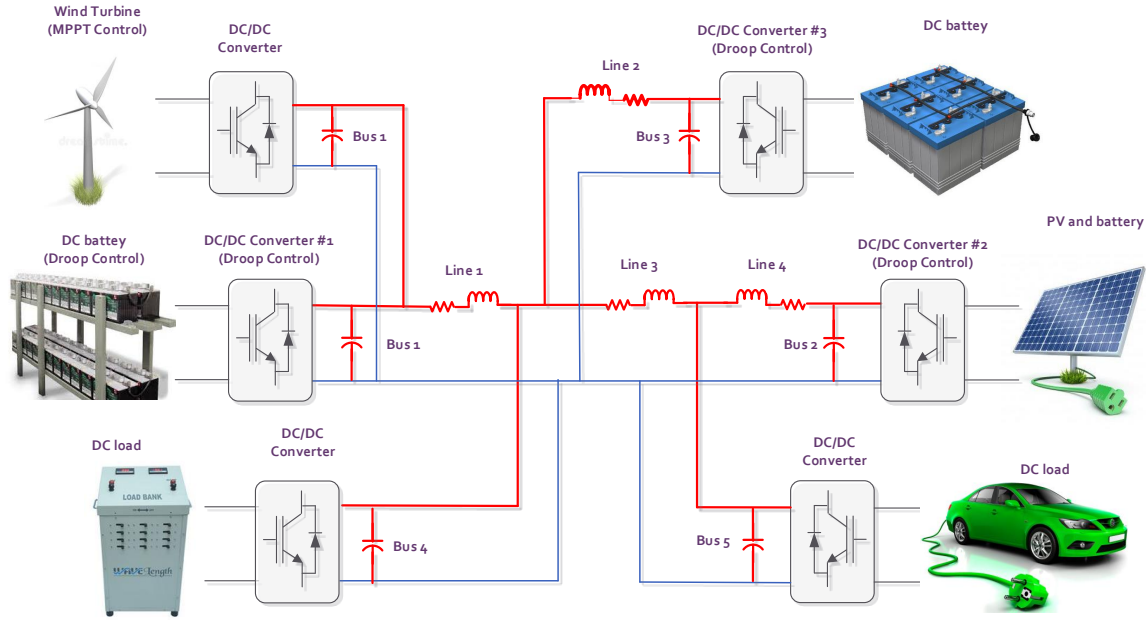 Wind Turbine
(MPPT Control)
DC/DC
Converter
DC/DC Converter #3
(Droop Control)
DC battey
Line 2
Bus 1
Bus 3
DC battey
(Droop Control)
DC/DC Converter #1
(Droop Control)
Line 1
Line 3
Line 4
DC/DC Converter #2
(Droop Control)
PV and battery
Bus 1
Bus 2
DC load
DC/DC
Converter
DC/DC
Converter
DC load
LOAD BANK
Bus 4
Bus 5